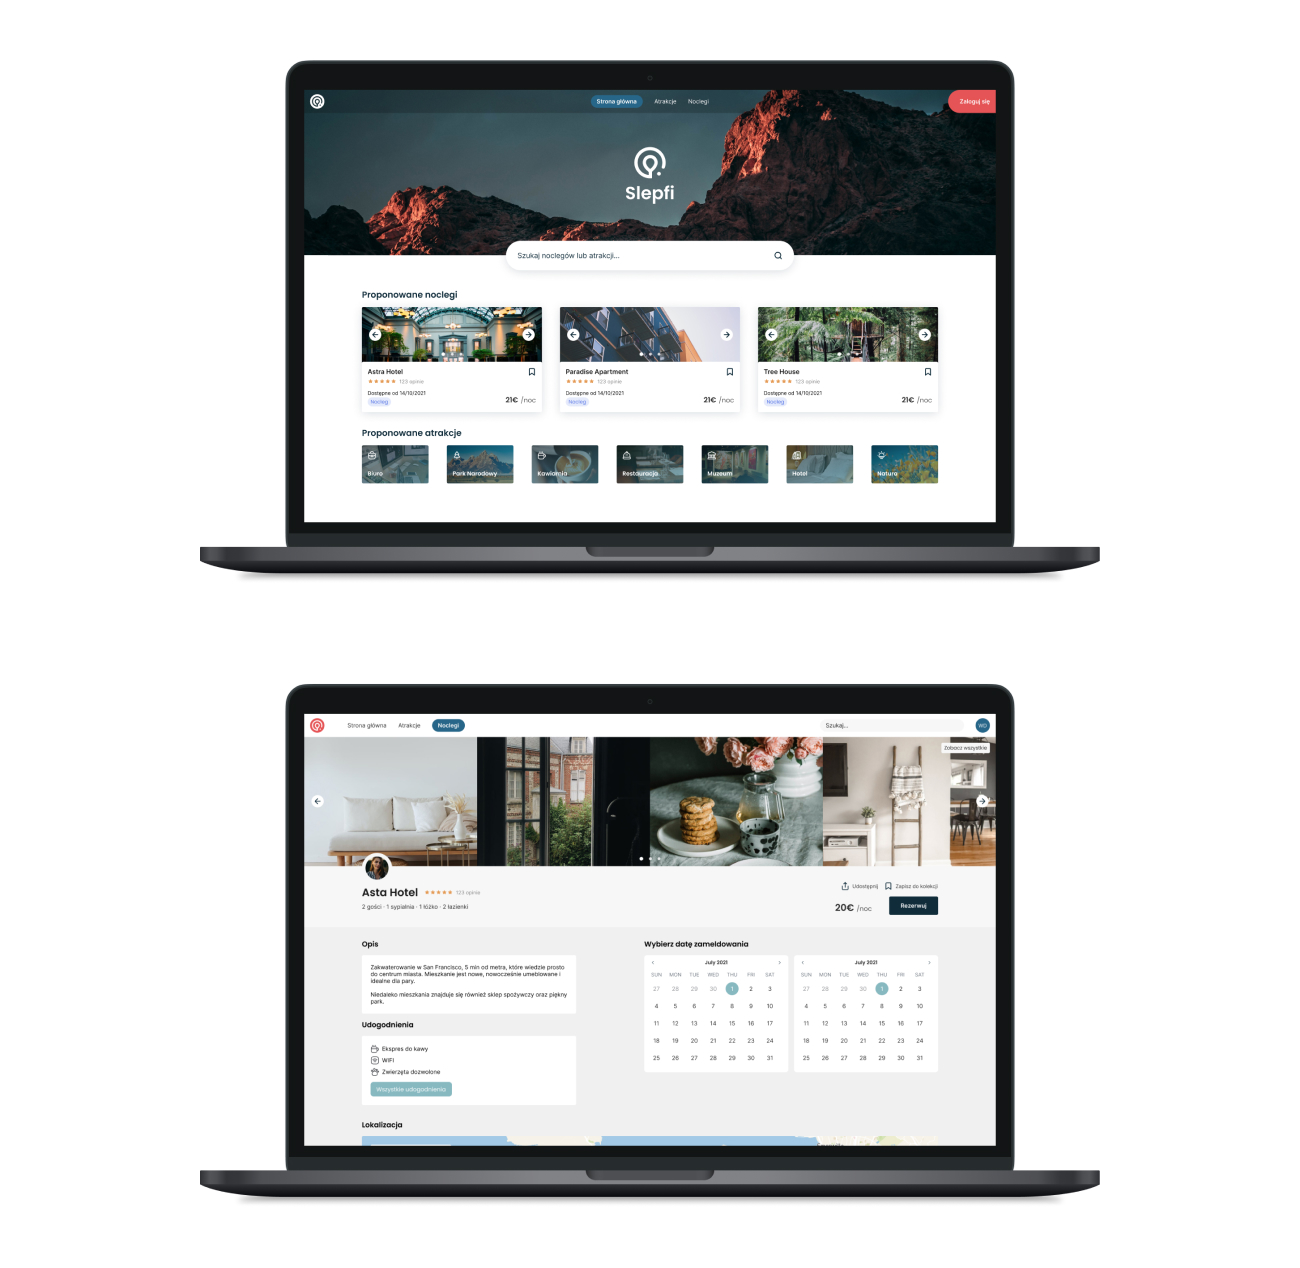 Strona główna Atrakcje Noclegi Zaloguj się
Slepfi
Szukaj noclegów lub atrakcji...
Proponowane noclegi
Astra Hotel
123 opinie
Dostępne od 14/10/2021
Nocleg
21€ /noc
Paradise Apartment
123 opinie
Dostępne od 14/10/2021
Nocleg
21€ /noc
Tree House
123 opinie
Dostępne od 14/10/2021
Nocleg
21€ /noc
Proponowane atrakcje
Biuro Park Narodowy Kawiarnia Restauracja Muzeum Hotel Natura
Strona główna Atrakcje Noclegi Szukaj... WD
Zobacz wszystkie
Asta Hotel 123 opinie
2 gości · 1 sypialnia · 1 łóżko · 2 łazienki
Udostępnij Zapisz do kolekcji
20€ /noc Rezerwuj
Opis
Zakwaterowanie w San Francisco, 5 min od metra, które wiedzie prosto
do centrum miasta. Mieszkanie jest nowe, nowocześnie umeblowane i
idealne dla pary.
Niedaleko mieszkania znajduje się również sklep spożywczy oraz piękny
park.
Udogodnienia
Ekspres do kawy
WIFI
Zwierzęta dozwolone
Wszystkie udogodnienia
Wybierz datę zameldowania
July 2021
SUN MON TUE WED THU FRI SAT
27 28 29 30 1 2 3
4 5 6 7 8 9 10
11 12 13 14 15 16 17
18 19 20 21 22 23 24
25 26 27 28 29 30 31
July 2021
SUN MON TUE WED THU FRI SAT
27 28 29 30 1 2 3
4 5 6 7 8 9 10
11 12 13 14 15 16 17
18 19 20 21 22 23 24
25 26 27 28 29 30 31
Lokalizacja